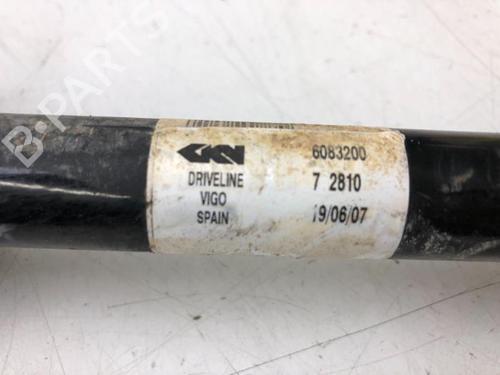 GKN 6083200
DRIVELINE 7 2810
VIGO
SPAIN 19/06/07
B-PARTS